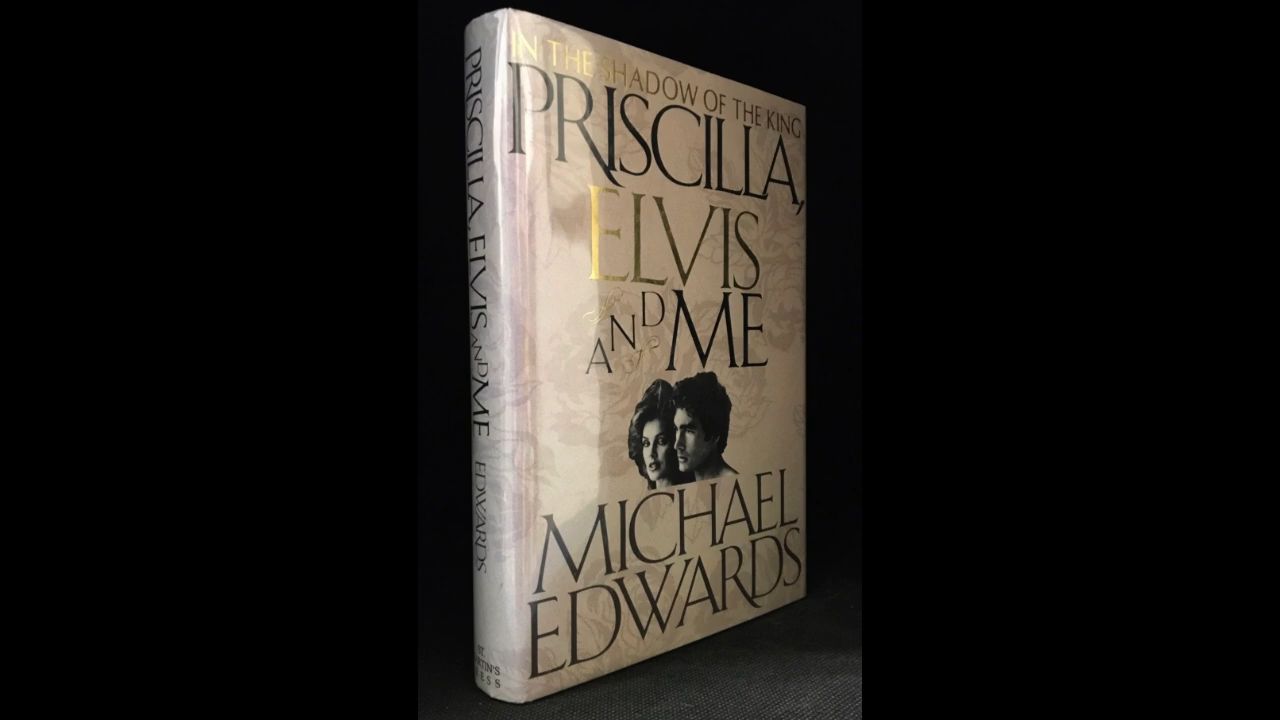 IN THE SHADOW OF THE KING
PRISCILLA,
ELVIS
AND ME
MICHAEL
EDWARDS
PRISCILLA, ELVIS AND ME EDWARDS
ST.
MARTIN'S
PRESS